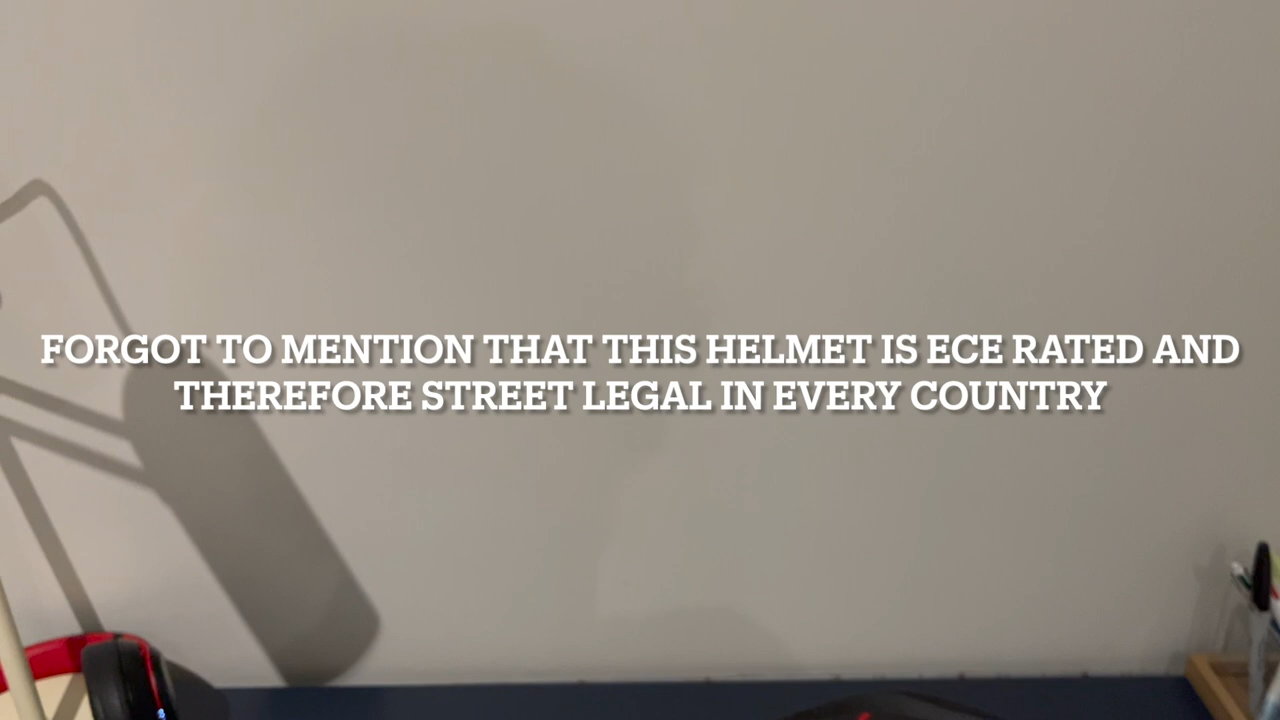 FORGOT TO MENTION THAT THIS HELMET IS ECE RATED AND
THEREFORE STREET LEGAL IN EVERY COUNTRY